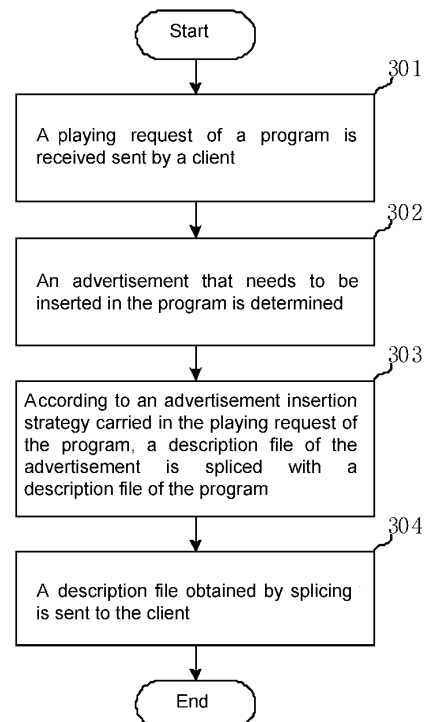 Start
301
A playing request of a program is
received sent by a client
302
An advertisement that needs to be
inserted in the program is determined
303
According to an advertisement insertion
strategy carried in the playing request of
the program, a description file of the
advertisement is spliced with a
description file of the program
304
A description file obtained by splicing
is sent to the client
End